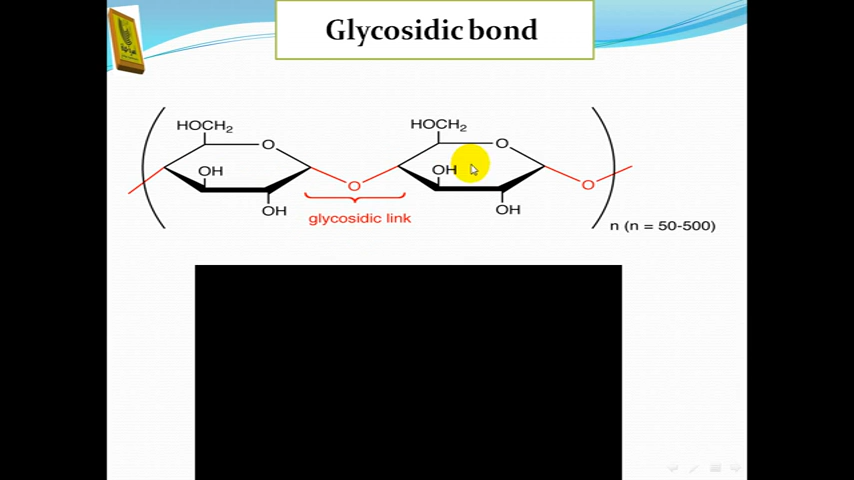 Glycosidic bond
HOCH2
HOCH2
O
O
OH
OH
O
O
OH
OH
glycosidic link
n (n = 50-500)